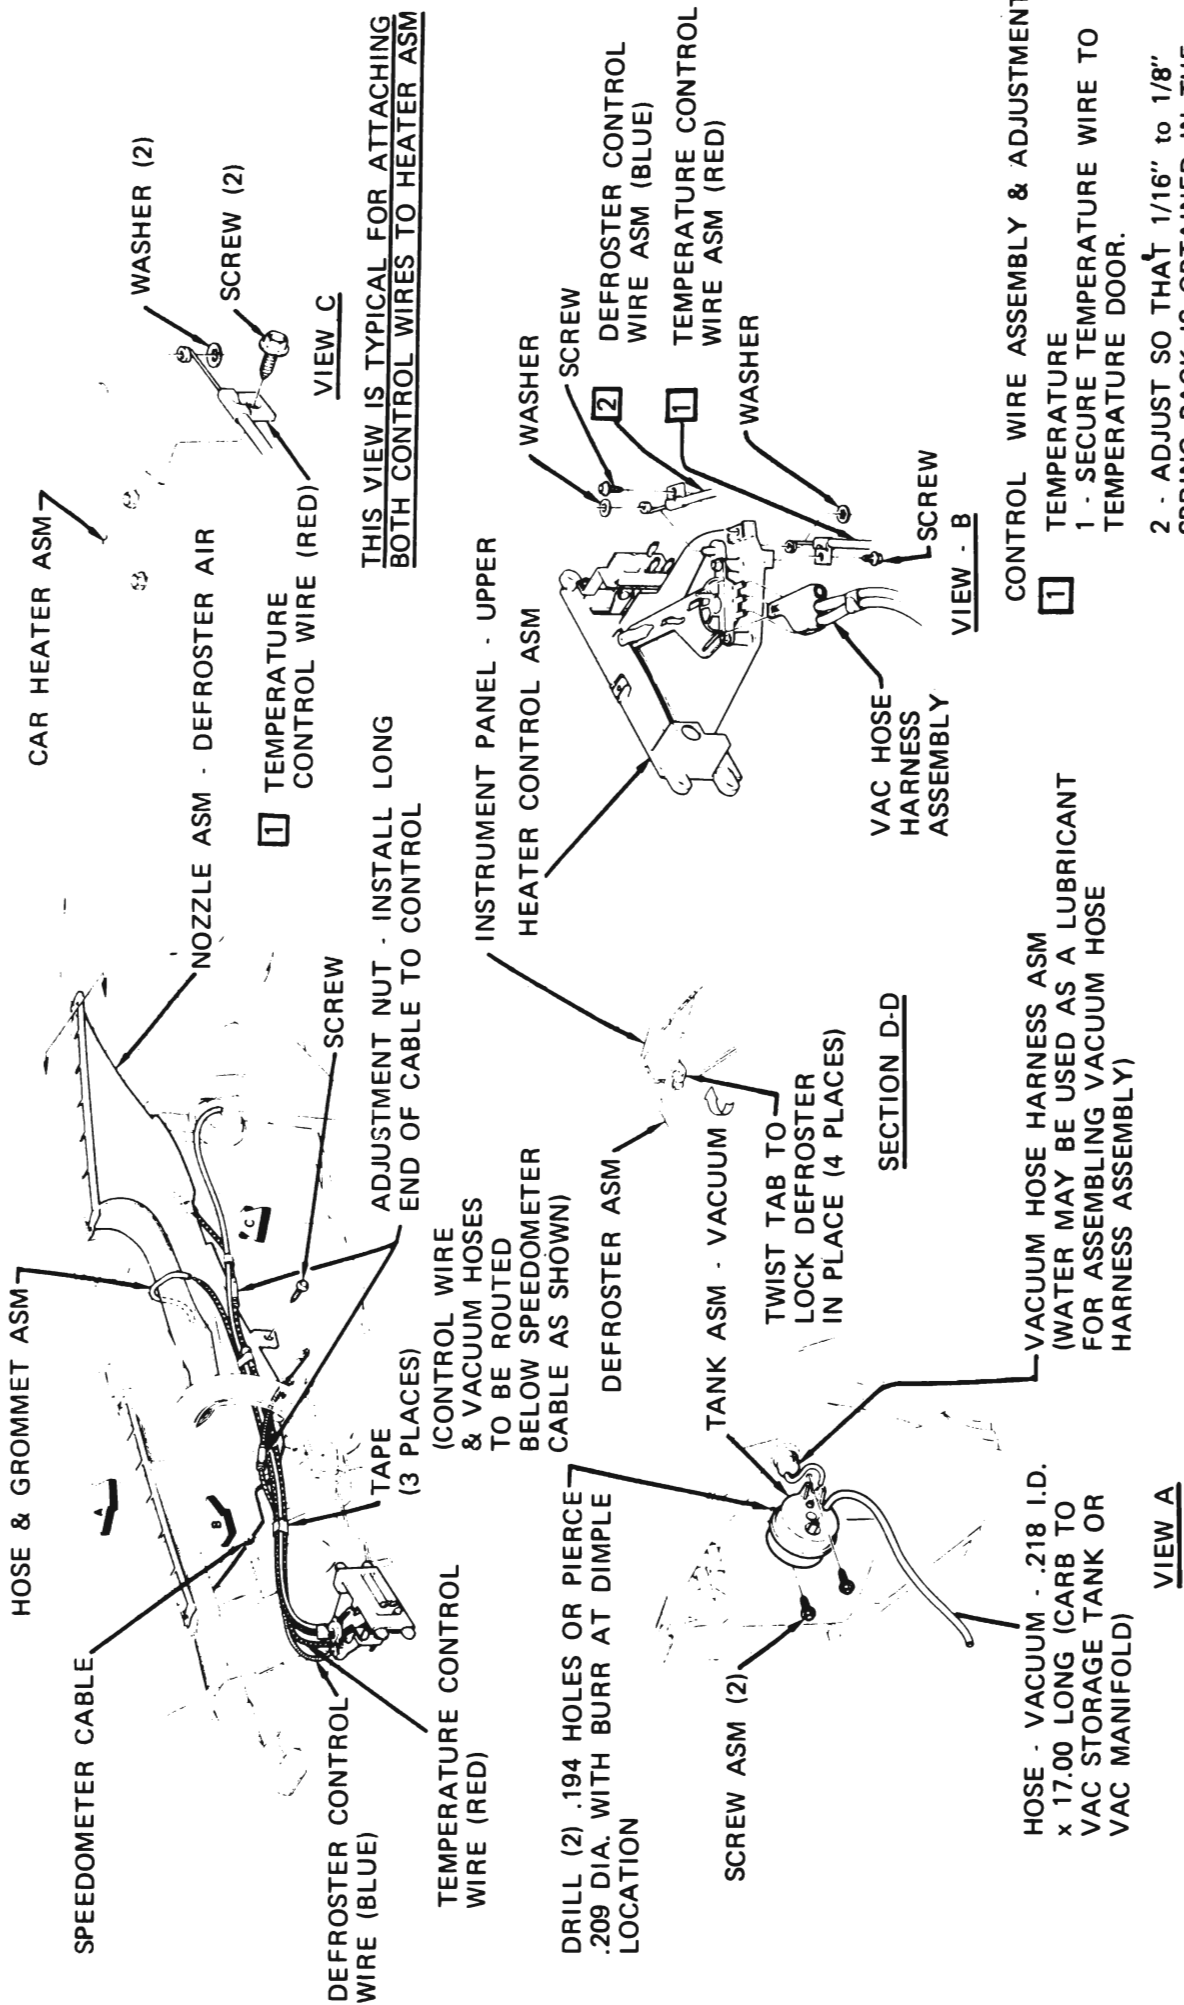 HOSE & GROMMET ASM
SPEEDOMETER CABLE
A
B
C
DEFROSTER CONTROL
WIRE (BLUE)
TEMPERATURE CONTROL
WIRE (RED)
TAPE
(3 PLACES)
(CONTROL WIRE
& VACUUM HOSES
TO BE ROUTED
BELOW SPEEDOMETER
CABLE AS SHOWN)
ADJUSTMENT NUT - INSTALL LONG
END OF CABLE TO CONTROL
SCREW
NOZZLE ASM - DEFROSTER AIR
CAR HEATER ASM
1 TEMPERATURE
CONTROL WIRE (RED)
WASHER (2)
SCREW (2)
VIEW C
THIS VIEW IS TYPICAL FOR ATTACHING
BOTH CONTROL WIRES TO HEATER ASM
DRILL (2) .194 HOLES OR PIERCE
.209 DIA. WITH BURR AT DIMPLE
LOCATION
SCREW ASM (2)
TANK ASM - VACUUM
HOSE - VACUUM - .218 I.D.
x 17.00 LONG (CARB TO
VAC STORAGE TANK OR
VAC MANIFOLD)
VACUUM HOSE HARNESS ASM
(WATER MAY BE USED AS A LUBRICANT
FOR ASSEMBLING VACUUM HOSE
HARNESS ASSEMBLY)
VIEW A
DEFROSTER ASM
INSTRUMENT PANEL - UPPER
TWIST TAB TO
LOCK DEFROSTER
IN PLACE (4 PLACES)
SECTION D-D
HEATER CONTROL ASM
WASHER
SCREW
2 DEFROSTER CONTROL
WIRE ASM (BLUE)
1 TEMPERATURE CONTROL
WIRE ASM (RED)
WASHER
SCREW
VAC HOSE
HARNESS
ASSEMBLY
VIEW - B
CONTROL WIRE ASSEMBLY & ADJUSTMENT
1 TEMPERATURE
1 - SECURE TEMPERATURE WIRE TO
TEMPERATURE DOOR.
2 - ADJUST SO THAT 1/16" to 1/8"
SPRING BACK IS OBTAINED IN THE